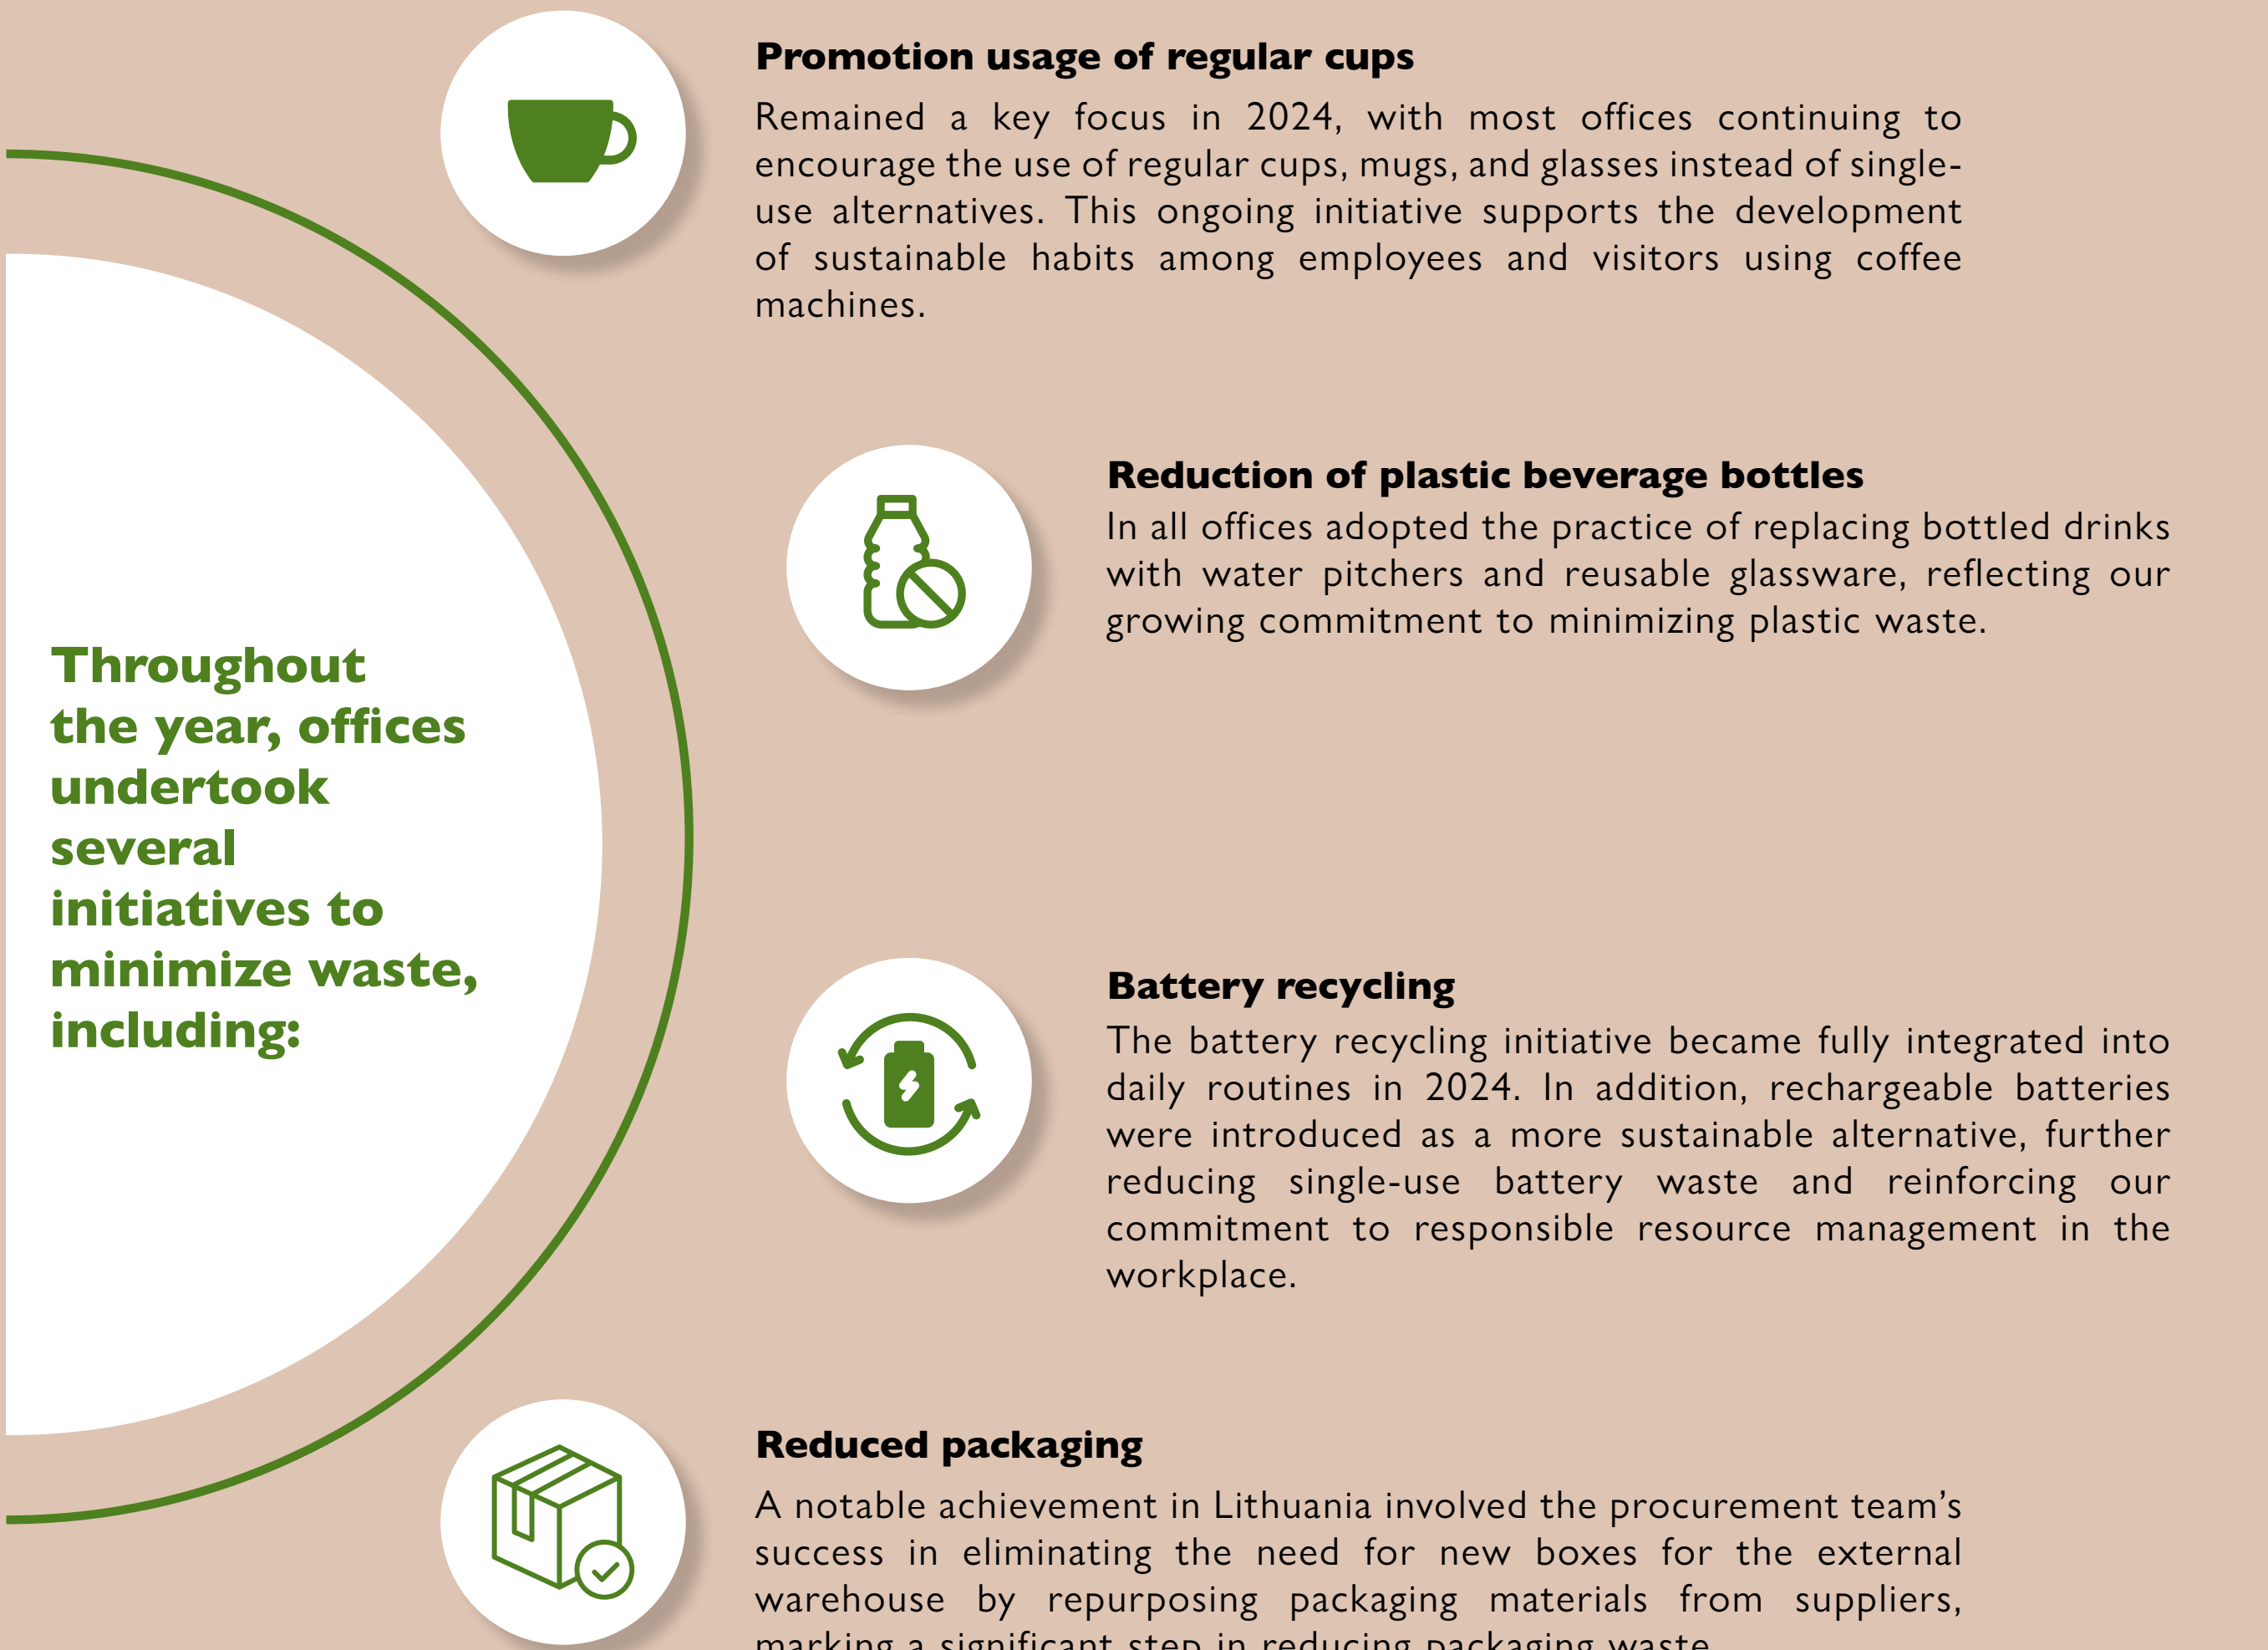 Throughout
the year, offices
undertook
several
initiatives to
minimize waste,
including:
Promotion usage of regular cups
Remained a key focus in 2024, with most offices continuing to
encourage the use of regular cups, mugs, and glasses instead of single-
use alternatives. This ongoing initiative supports the development
of sustainable habits among employees and visitors using coffee
machines.
Reduction of plastic beverage bottles
In all offices adopted the practice of replacing bottled drinks
with water pitchers and reusable glassware, reflecting our
growing commitment to minimizing plastic waste.
Battery recycling
The battery recycling initiative became fully integrated into
daily routines in 2024. In addition, rechargeable batteries
were introduced as a more sustainable alternative, further
reducing single-use battery waste and reinforcing our
commitment to responsible resource management in the
workplace.
Reduced packaging
A notable achievement in Lithuania involved the procurement team’s
success in eliminating the need for new boxes for the external
warehouse by repurposing packaging materials from suppliers,
marking a significant step in reducing packaging waste.